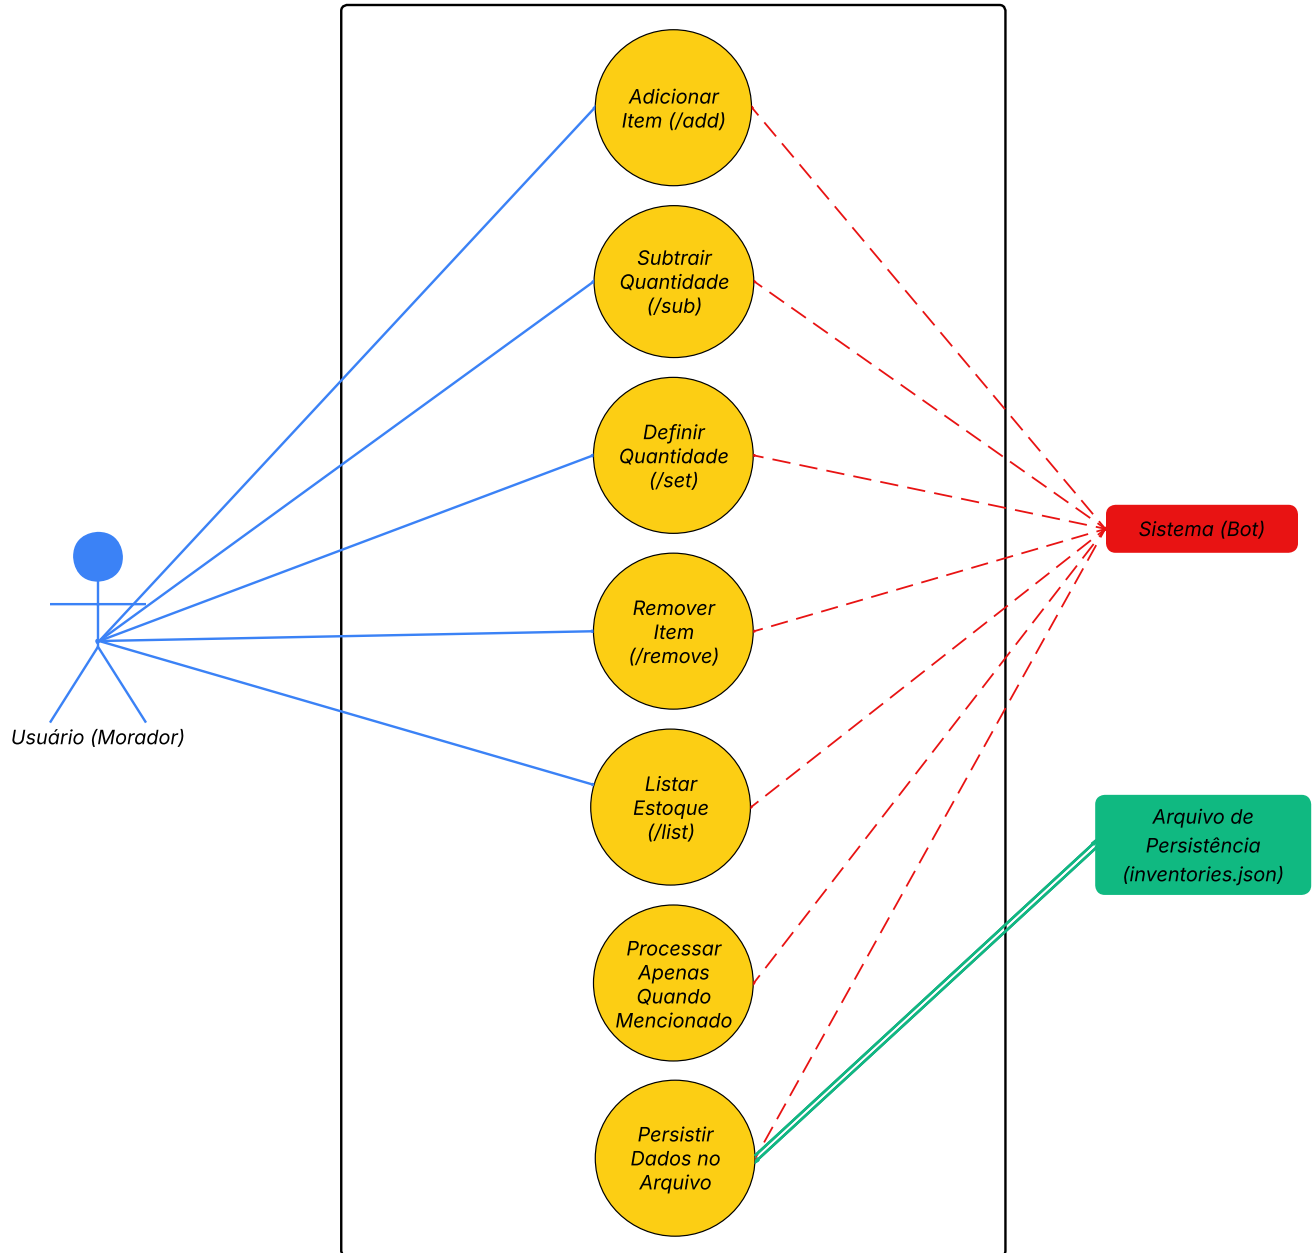 Adicionar
Item (/add)
Subtrair
Quantidade
(/sub)
Definir
Quantidade
(/set)
Sistema (Bot)
Remover
Item
(/remove)
Usuário (Morador)
Listar
Estoque
(/list)
Arquivo de
Persistência
(inventories.json)
Processar
Apenas
Quando
Mencionado
Persistir
Dados no
Arquivo